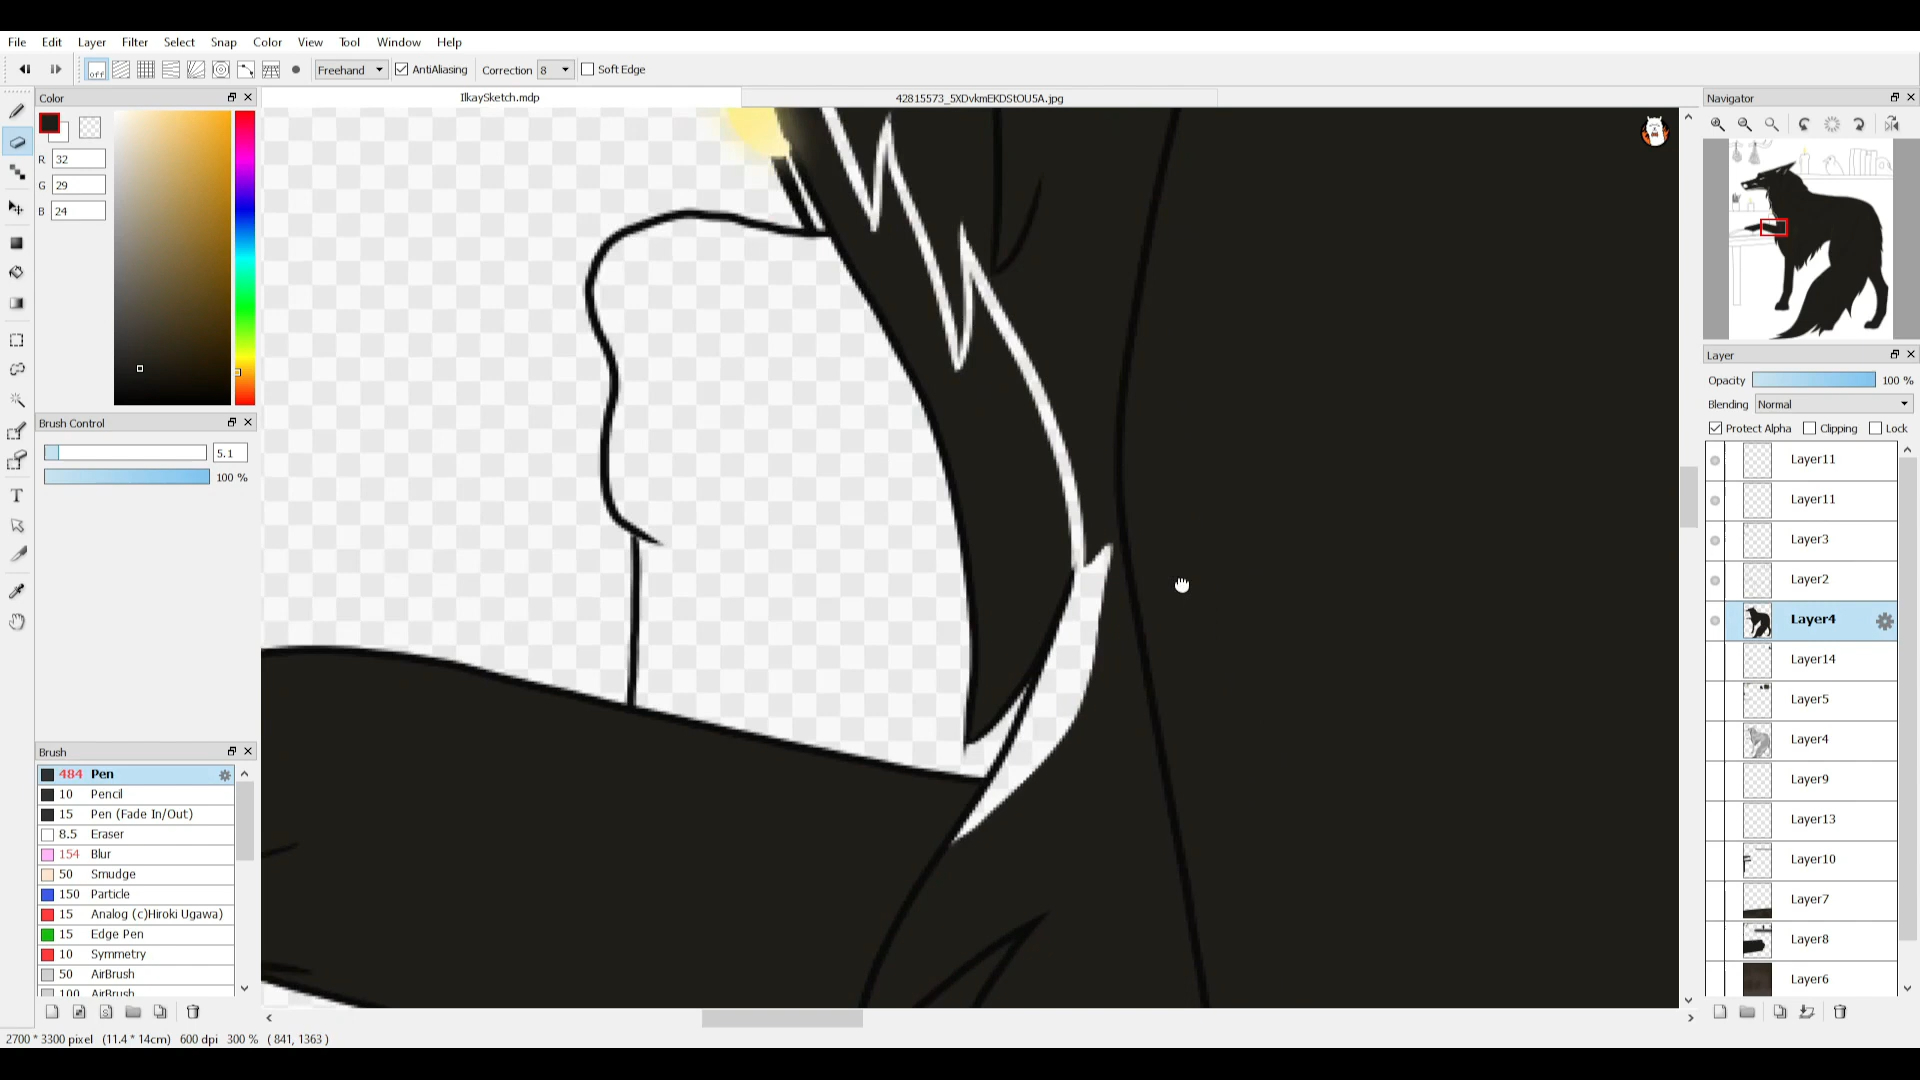 File Edit Layer Filter Select Snap Color View Tool Window Help
off Freehand AntiAliasing Correction 8 Soft Edge
Color
IlkaySketch.mdp
42815573_5XDvkmEKDStOU5A.jpg
Navigator
R 32
G 29
B 24
Layer
Opacity 100 %
Blending Normal
Protect Alpha Clipping Lock
Brush Control
5.1
100 %
Layer11
Layer11
Layer3
Layer2
Layer4
Layer14
Layer5
Layer4
Layer9
Layer13
Layer10
Layer7
Layer8
Layer6
Brush
484 Pen
10 Pencil
15 Pen (Fade In/Out)
8.5 Eraser
154 Blur
50 Smudge
150 Particle
15 Analog (c)Hiroki Ugawa)
15 Edge Pen
10 Symmetry
50 AirBrush
100 AirBrush
2700 * 3300 pixel (11.4 * 14cm) 600 dpi 300 % ( 841, 1363 )